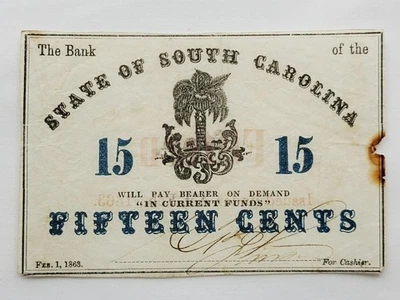 The Bank of the
STATE OF SOUTH CAROLINA
15 15
WILL PAY BEARER ON DEMAND
"IN CURRENT FUNDS"
FIFTEEN CENTS
FEB. 1, 1863. For Cashier.